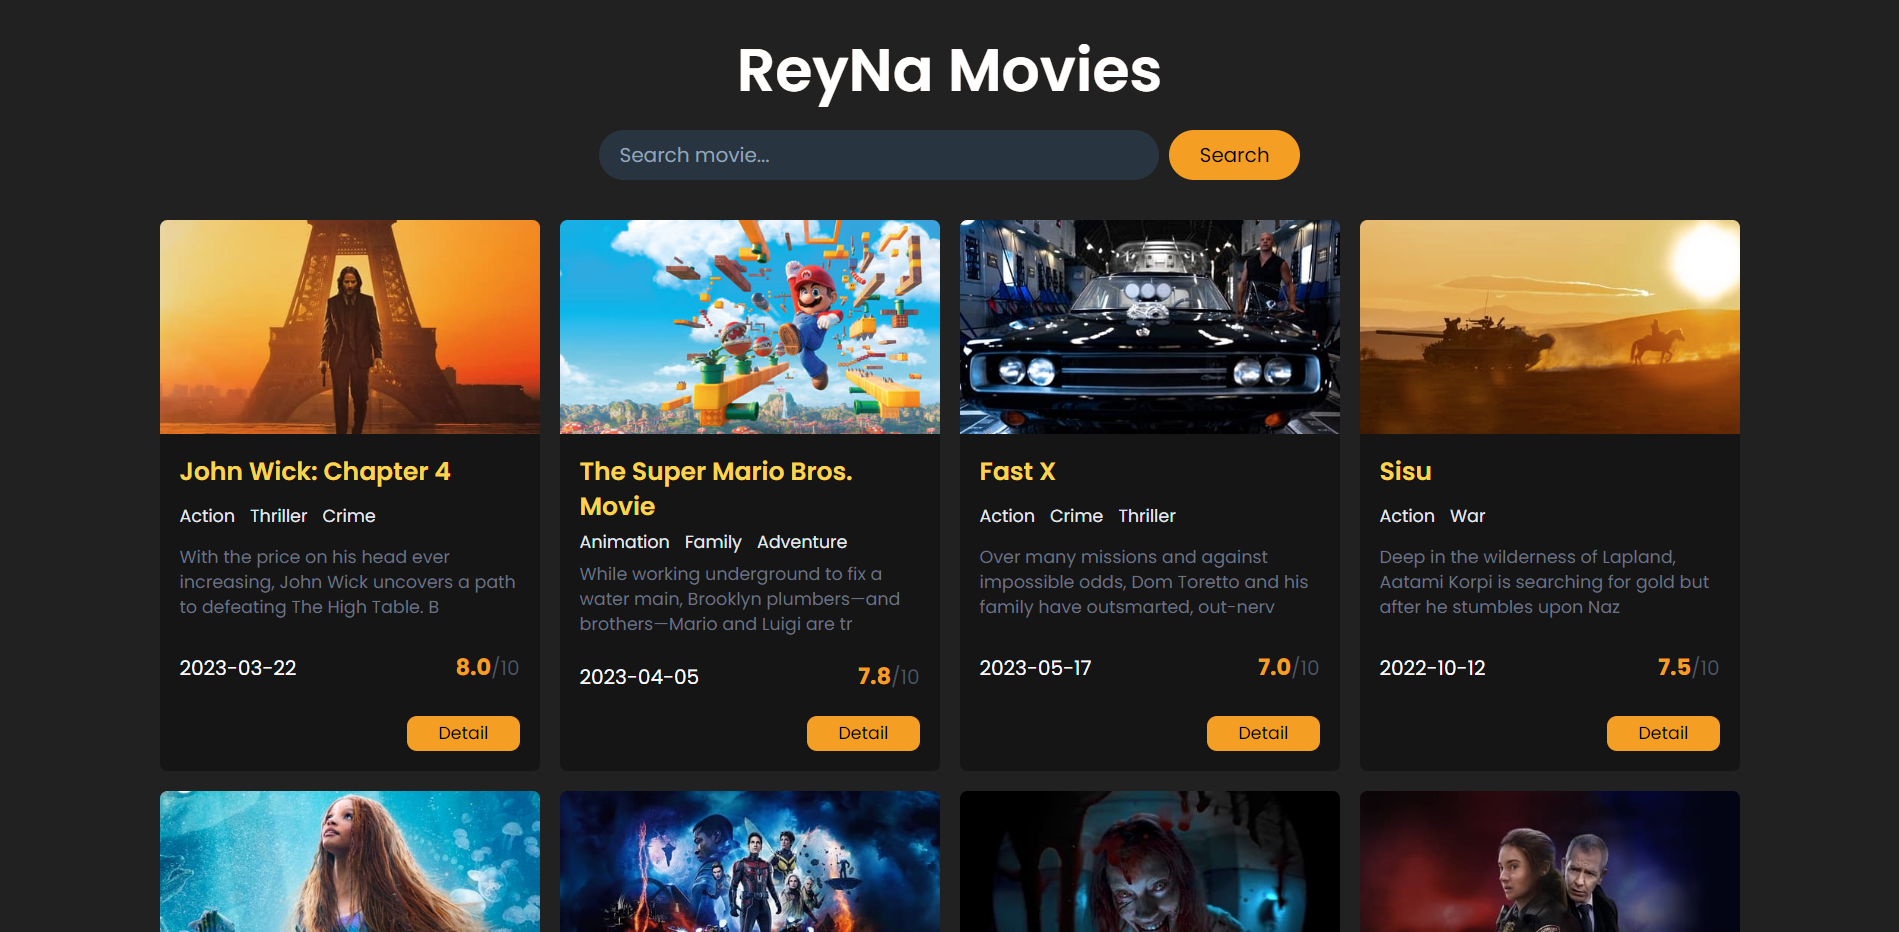 ReyNa Movies
Search movie...
Search
John Wick: Chapter 4
Action Thriller Crime
With the price on his head ever
increasing, John Wick uncovers a path
to defeating The High Table. B
2023-03-22
8.0/10
Detail
The Super Mario Bros.
Movie
Animation Family Adventure
While working underground to fix a
water main, Brooklyn plumbers—and
brothers—Mario and Luigi are tr
2023-04-05
7.8/10
Detail
Fast X
Action Crime Thriller
Over many missions and against
impossible odds, Dom Toretto and his
family have outsmarted, out-nerv
2023-05-17
7.0/10
Detail
Sisu
Action War
Deep in the wilderness of Lapland,
Aatami Korpi is searching for gold but
after he stumbles upon Naz
2022-10-12
7.5/10
Detail